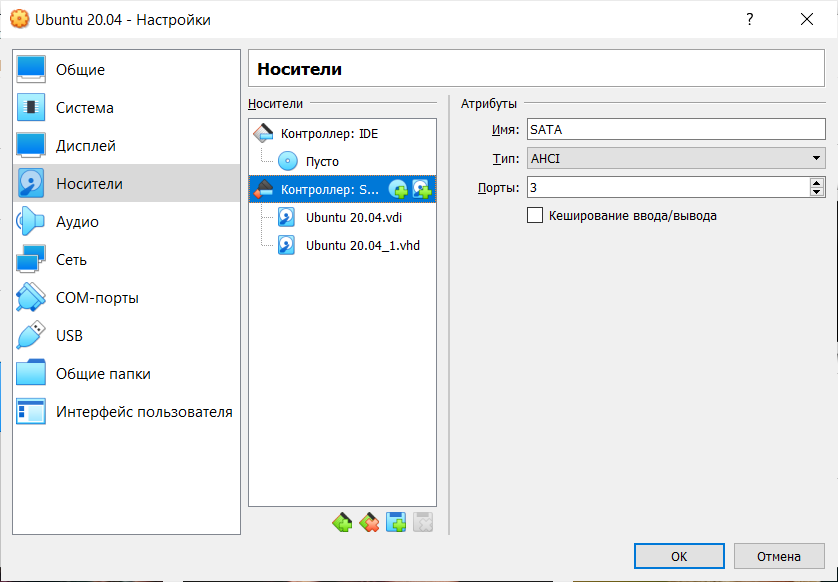 Ubuntu 20.04 - Настройки
?
Общие
Система
Дисплей
Носители
Аудио
Сеть
COM-порты
USB
Общие папки
Интерфейс пользователя
Носители
Носители
Контроллер: IDE
Пусто
Контроллер: S...
Ubuntu 20.04.vdi
Ubuntu 20.04_1.vhd
Атрибуты
Имя: SATA
Тип: AHCI
Порты: 3
Кеширование ввода/вывода
OK
Отмена